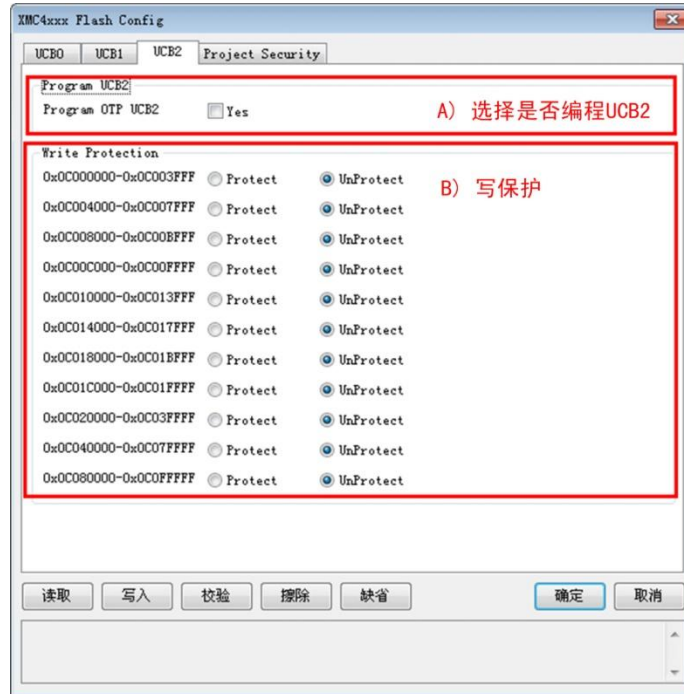 XMC4xxx Flash Config
UCB0 UCB1 UCB2 Project Security
Program UCB2
Program OTP UCB2 Yes A) 选择是否编程UCB2
Write Protection
0x0C000000-0x0C003FFF Protect UnProtect B) 写保护
0x0C004000-0x0C007FFF Protect UnProtect
0x0C008000-0x0C00BFFF Protect UnProtect
0x0C00C000-0x0C00FFFF Protect UnProtect
0x0C010000-0x0C013FFF Protect UnProtect
0x0C014000-0x0C017FFF Protect UnProtect
0x0C018000-0x0C01BFFF Protect UnProtect
0x0C01C000-0x0C01FFFF Protect UnProtect
0x0C020000-0x0C03FFFF Protect UnProtect
0x0C040000-0x0C07FFFF Protect UnProtect
0x0C080000-0x0C0FFFFF Protect UnProtect
读取 写入 校验 擦除 缺省 确定 取消